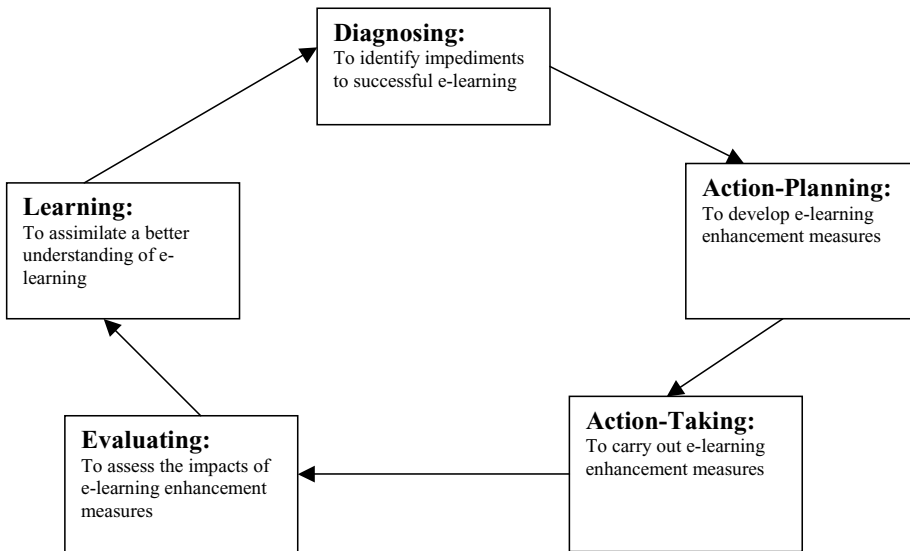 Diagnosing:
To identify impediments
to successful e-learning
Action-Planning:
To develop e-learning
enhancement measures
Action-Taking:
To carry out e-learning
enhancement measures
Evaluating:
To assess the impacts of
e-learning enhancement
measures
Learning:
To assimilate a better
understanding of e-
learning